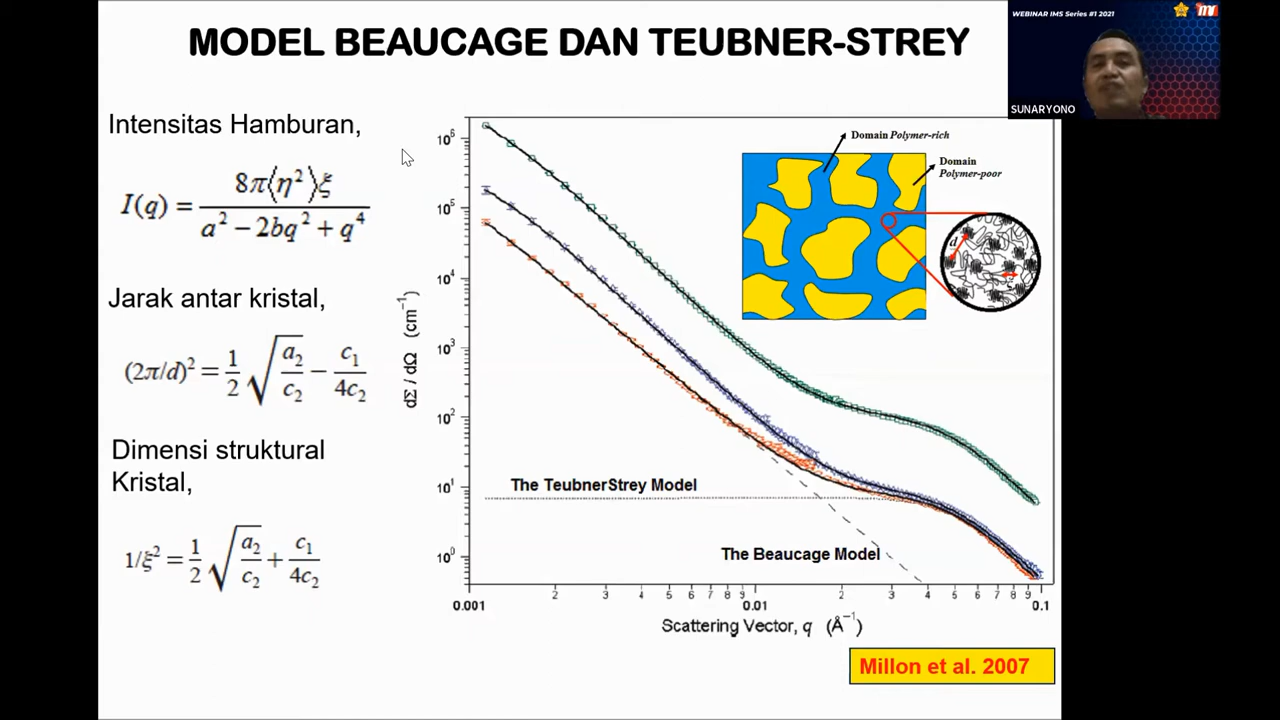 MODEL BEAUCAGE DAN TEUBNER-STREY
WEBINAR IMS Series #1 2021
SUNARYONO
Intensitas Hamburan,
I(q) = 8π⟨η²⟩ξ / (a² − 2bq² + q⁴)
Jarak antar kristal,
(2π/d)² = 1/2 √(a₂/c₂) − c₁/4c₂
Dimensi struktural
Kristal,
1/ξ² = 1/2 √(a₂/c₂) + c₁/4c₂
dΣ / dΩ (cm⁻¹)
10⁶
10⁵
10⁴
10³
10²
10¹
10⁰
Domain Polymer-rich
Domain
Polymer-poor
d
ξ
The TeubnerStrey Model
The Beaucage Model
2 3 4 5 6 7 8 9 2 3 4 5 6 7 8 9
0.001 0.01 0.1
Scattering Vector, q (Å⁻¹)
Millon et al. 2007